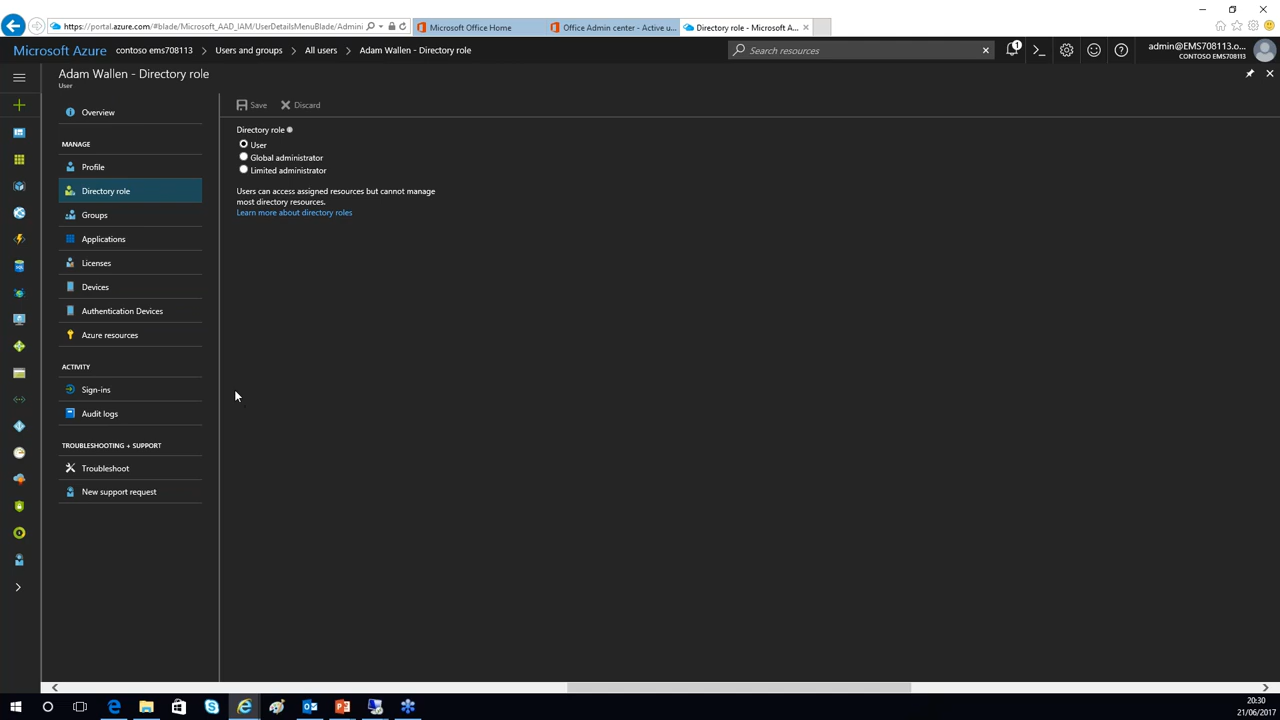 https://portal.azure.com/#blade/Microsoft_AAD_IAM/UserDetailsMenuBlade/Admini
Microsoft Office Home
Office Admin center - Active u...
Directory role - Microsoft A...
Microsoft Azure
contoso ems708113
Users and groups
All users
Adam Wallen - Directory role
Search resources
1
admin@EMS708113.o...
CONTOSO EMS708113
Adam Wallen - Directory role
User
Overview
MANAGE
Profile
Directory role
Groups
Applications
Licenses
Devices
Authentication Devices
Azure resources
ACTIVITY
Sign-ins
Audit logs
TROUBLESHOOTING + SUPPORT
Troubleshoot
New support request
Save
Discard
Directory role
User
Global administrator
Limited administrator
Users can access assigned resources but cannot manage
most directory resources.
Learn more about directory roles
20:30
21/06/2017